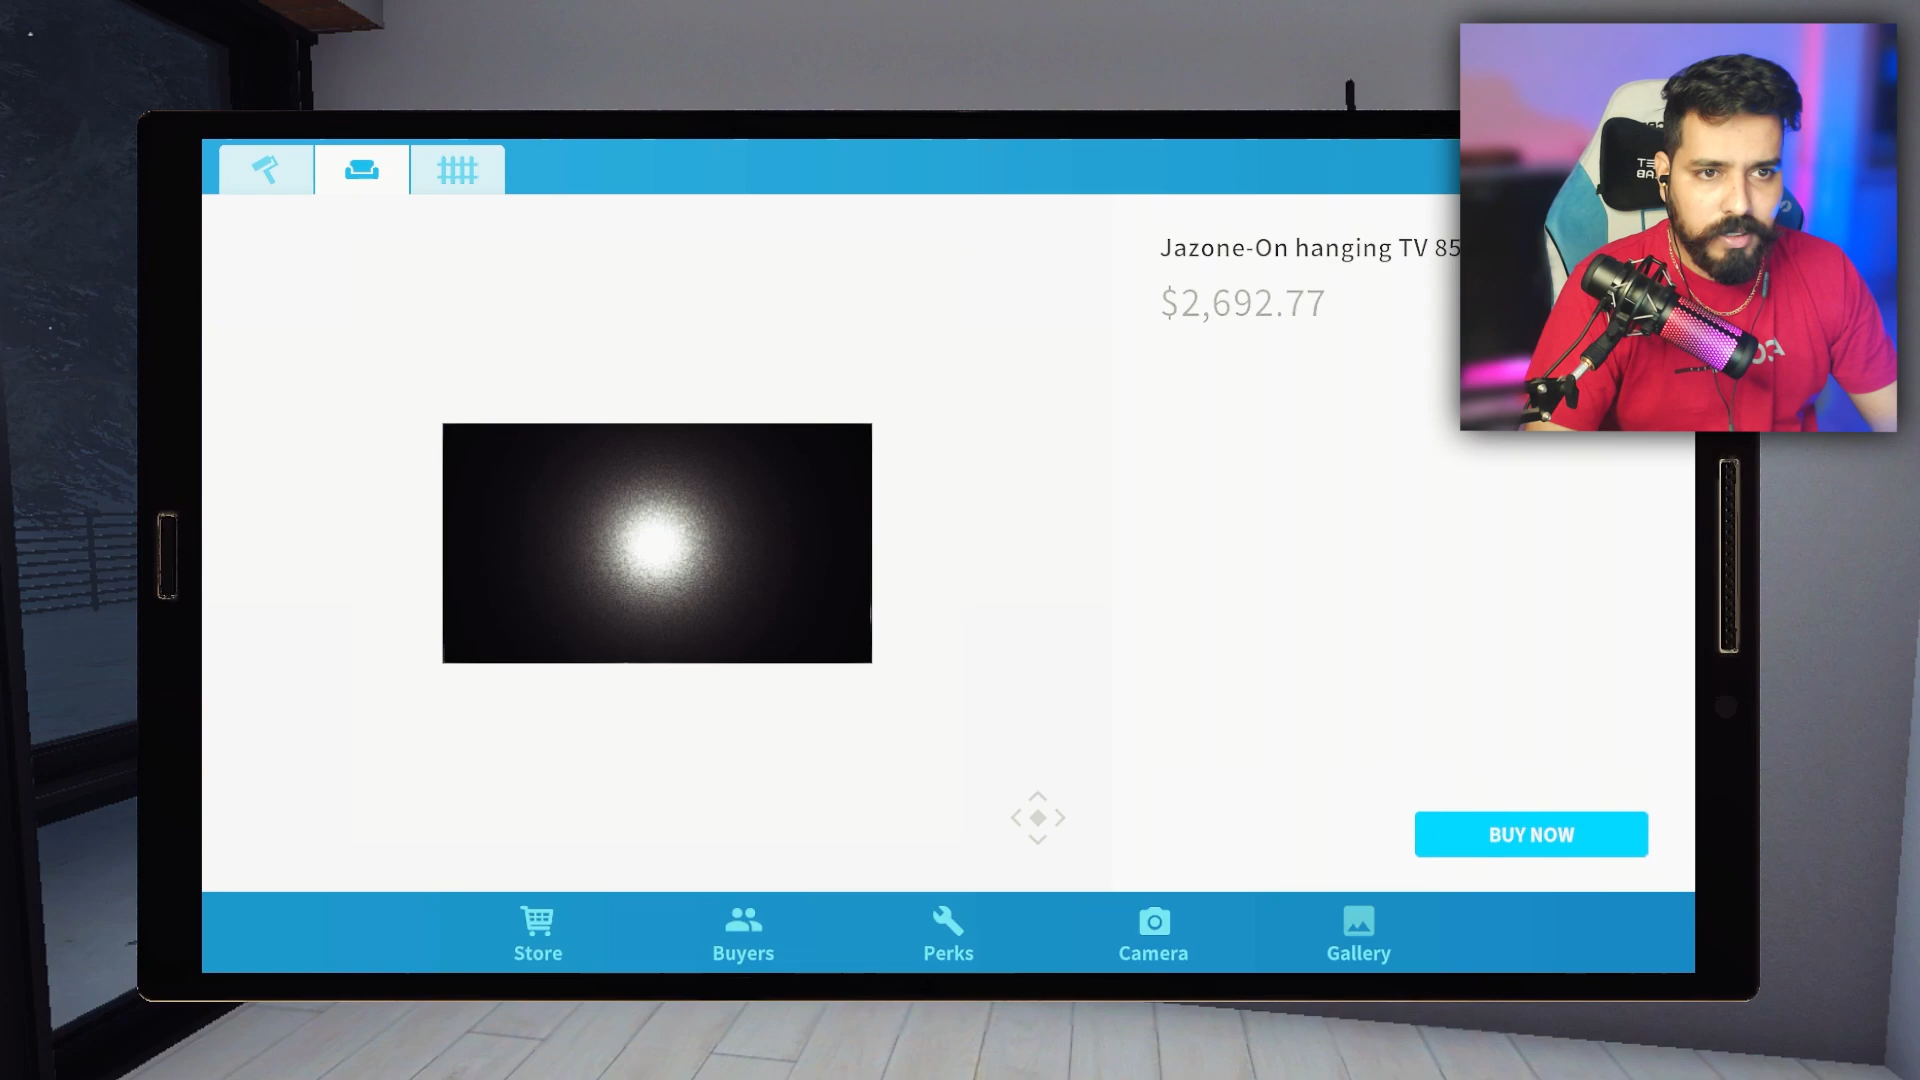 Jazone-On hanging TV 85
$2,692.77
BUY NOW
Store
Buyers
Perks
Camera
Gallery